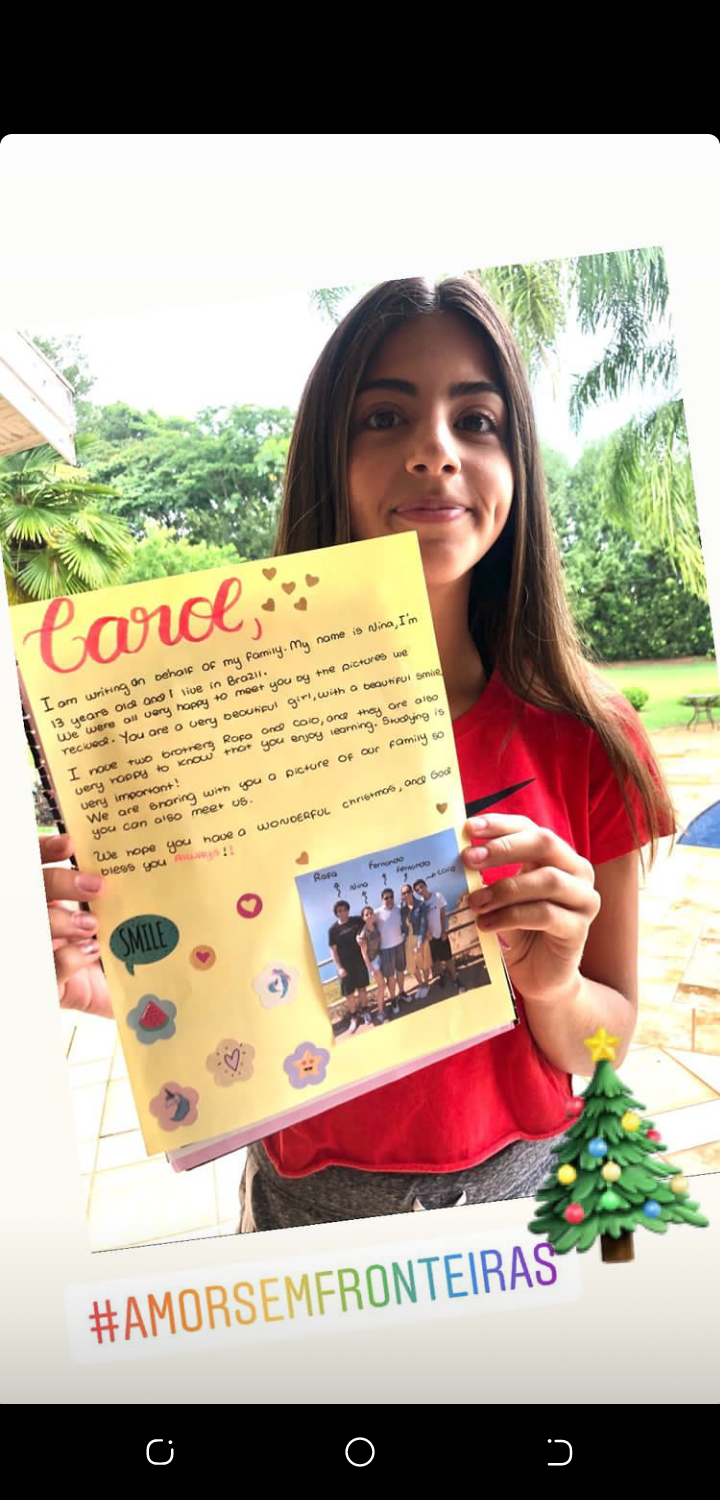 Carol,
I am writing on behalf of my family. My name is Nina, I'm
13 years old and I live in Brazil.
We were all very happy to meet you by the pictures we
recived. You are a very beautiful girl, with a beautiful smile.
I have two brothers Rafa and Caio, and they are also
very happy to know that you enjoy learning. Studying is
very important!
We are sharing with you a picture of our family so
you can also meet us.
We hope you have a WONDERFUL christmas, and God
bless you Always!!
Rafa
Nina
Fernando
Fernanda
Caio
SMILE
#AMORSEMFRONTEIRAS